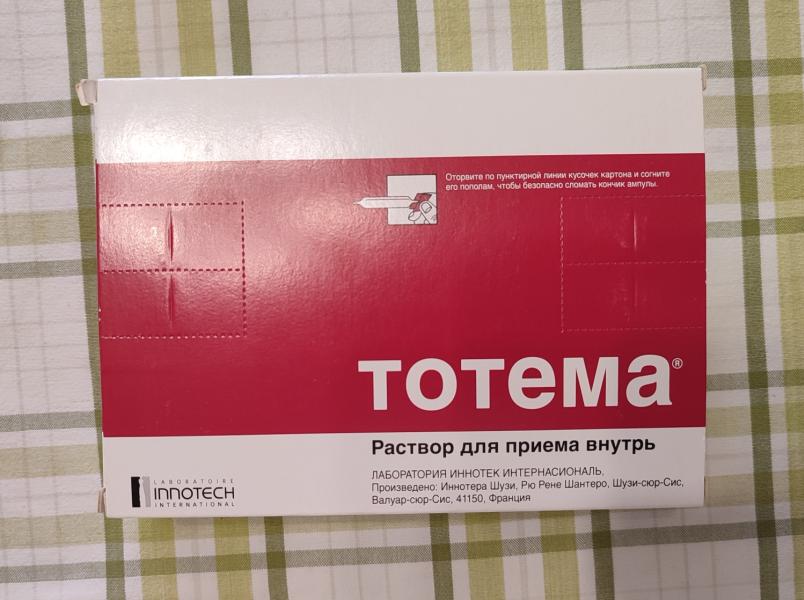 Оторвите по пунктирной линии кусочек картона и согните
его пополам, чтобы безопасно сломать кончик ампулы.
тотема®
Раствор для приема внутрь
ЛАБОРАТОРИЯ ИННОТЕК ИНТЕРНАСИОНАЛЬ,
Произведено: Иннотера Шузи, Рю Рене Шантеро, Шузи-сюр-Сис,
Валуар-сюр-Сис, 41150, Франция
LABORATOIRE
INNOTECH
INTERNATIONAL